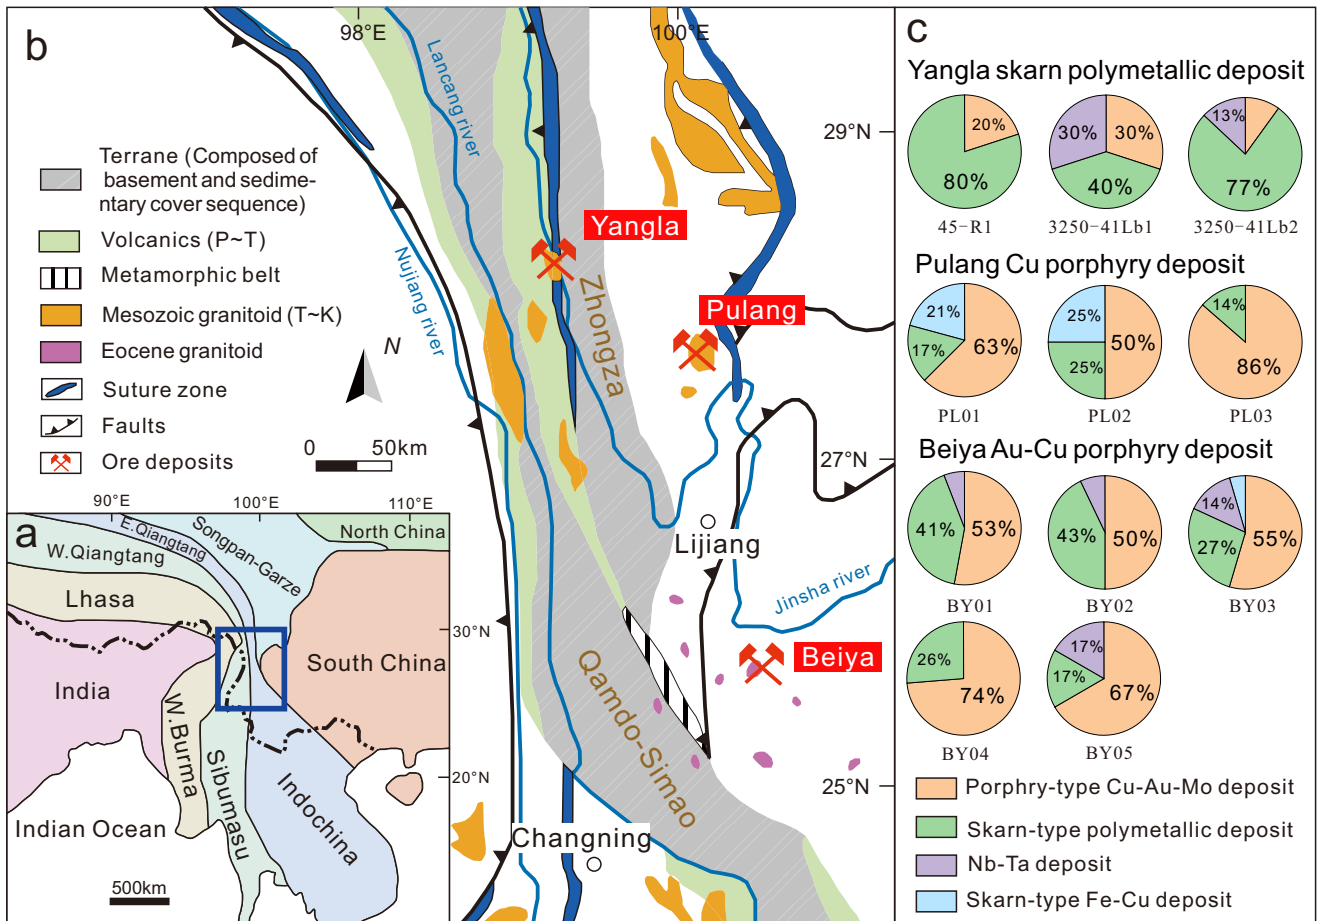 b
98°E
100°E
29°N
27°N
25°N
Lancang river
Nujiang river
Jinsha river
Terrane (Composed of
basement and sedime-
ntary cover sequence)
Volcanics (P~T)
Metamorphic belt
Mesozoic granitoid (T~K)
Eocene granitoid
Suture zone
Faults
Ore deposits
N
0 50km
Yangla
Pulang
Beiya
Zhongza
Qamdo-Simao
Lijiang
Changning
a
90°E
100°E
110°E
30°N
20°N
E.Qiangtang
Songpan-Garze
North China
W.Qiangtang
Lhasa
India
South China
W.Burma
Sibumasu
Indochina
Indian Ocean
500km
c
Yangla skarn polymetallic deposit
20%
80%
45-R1
30%
30%
40%
3250-41Lb1
13%
77%
3250-41Lb2
Pulang Cu porphyry deposit
21%
17%
63%
PL01
25%
25%
50%
PL02
14%
86%
PL03
Beiya Au-Cu porphyry deposit
41%
53%
BY01
43%
50%
BY02
14%
27%
55%
BY03
26%
74%
BY04
17%
17%
67%
BY05
Porphry-type Cu-Au-Mo deposit
Skarn-type polymetallic deposit
Nb-Ta deposit
Skarn-type Fe-Cu deposit